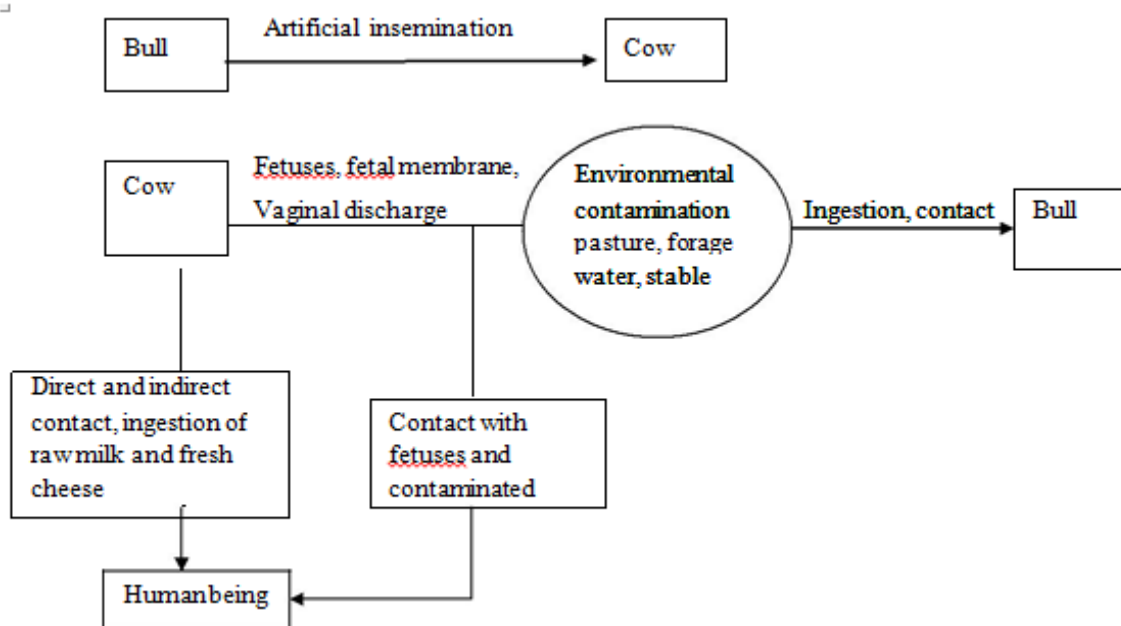 Artificial insemination
Bull
Cow
Cow
Fetuses, fetal membrane,
Vaginal discharge
Environmental
contamination
pasture, forage
water, stable
Ingestion, contact
Bull
Direct and indirect
contact, ingestion of
raw milk and fresh
cheese
Contact with
fetuses and
contaminated
Humanbeing